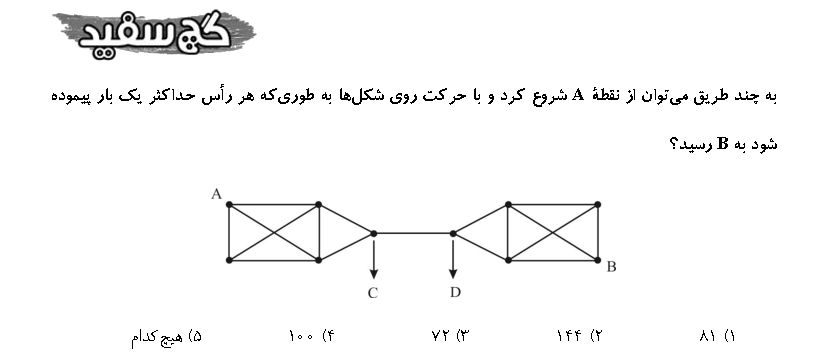 گچ سفید
به چند طریق می‌توان از نقطهٔ A شروع کرد و با حرکت روی شکل‌ها به طوری‌که هر رأس حداکثر یک بار پیموده
شود به B رسید؟
A
B
C D
۱) ۸۱ ۲) ۱۴۴ ۳) ۷۲ ۴) ۱۰۰ ۵) هیچ‌کدام